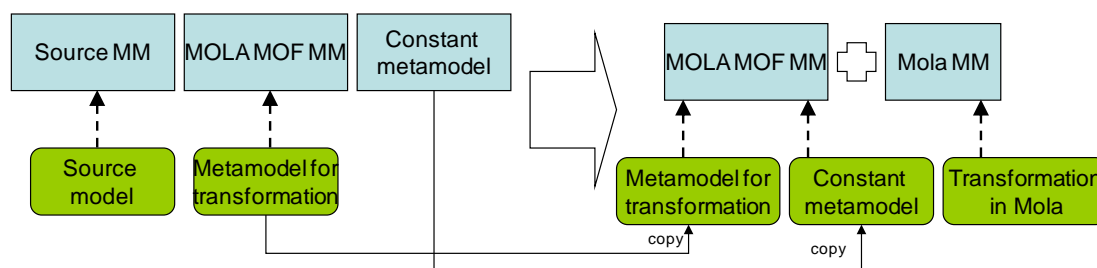 Source MM
MOLA MOF MM
Constant
metamodel
MOLA MOF MM
Mola MM
Source
model
Metamodel for
transformation
Metamodel for
transformation
Constant
metamodel
Transformation
in Mola
copy
copy